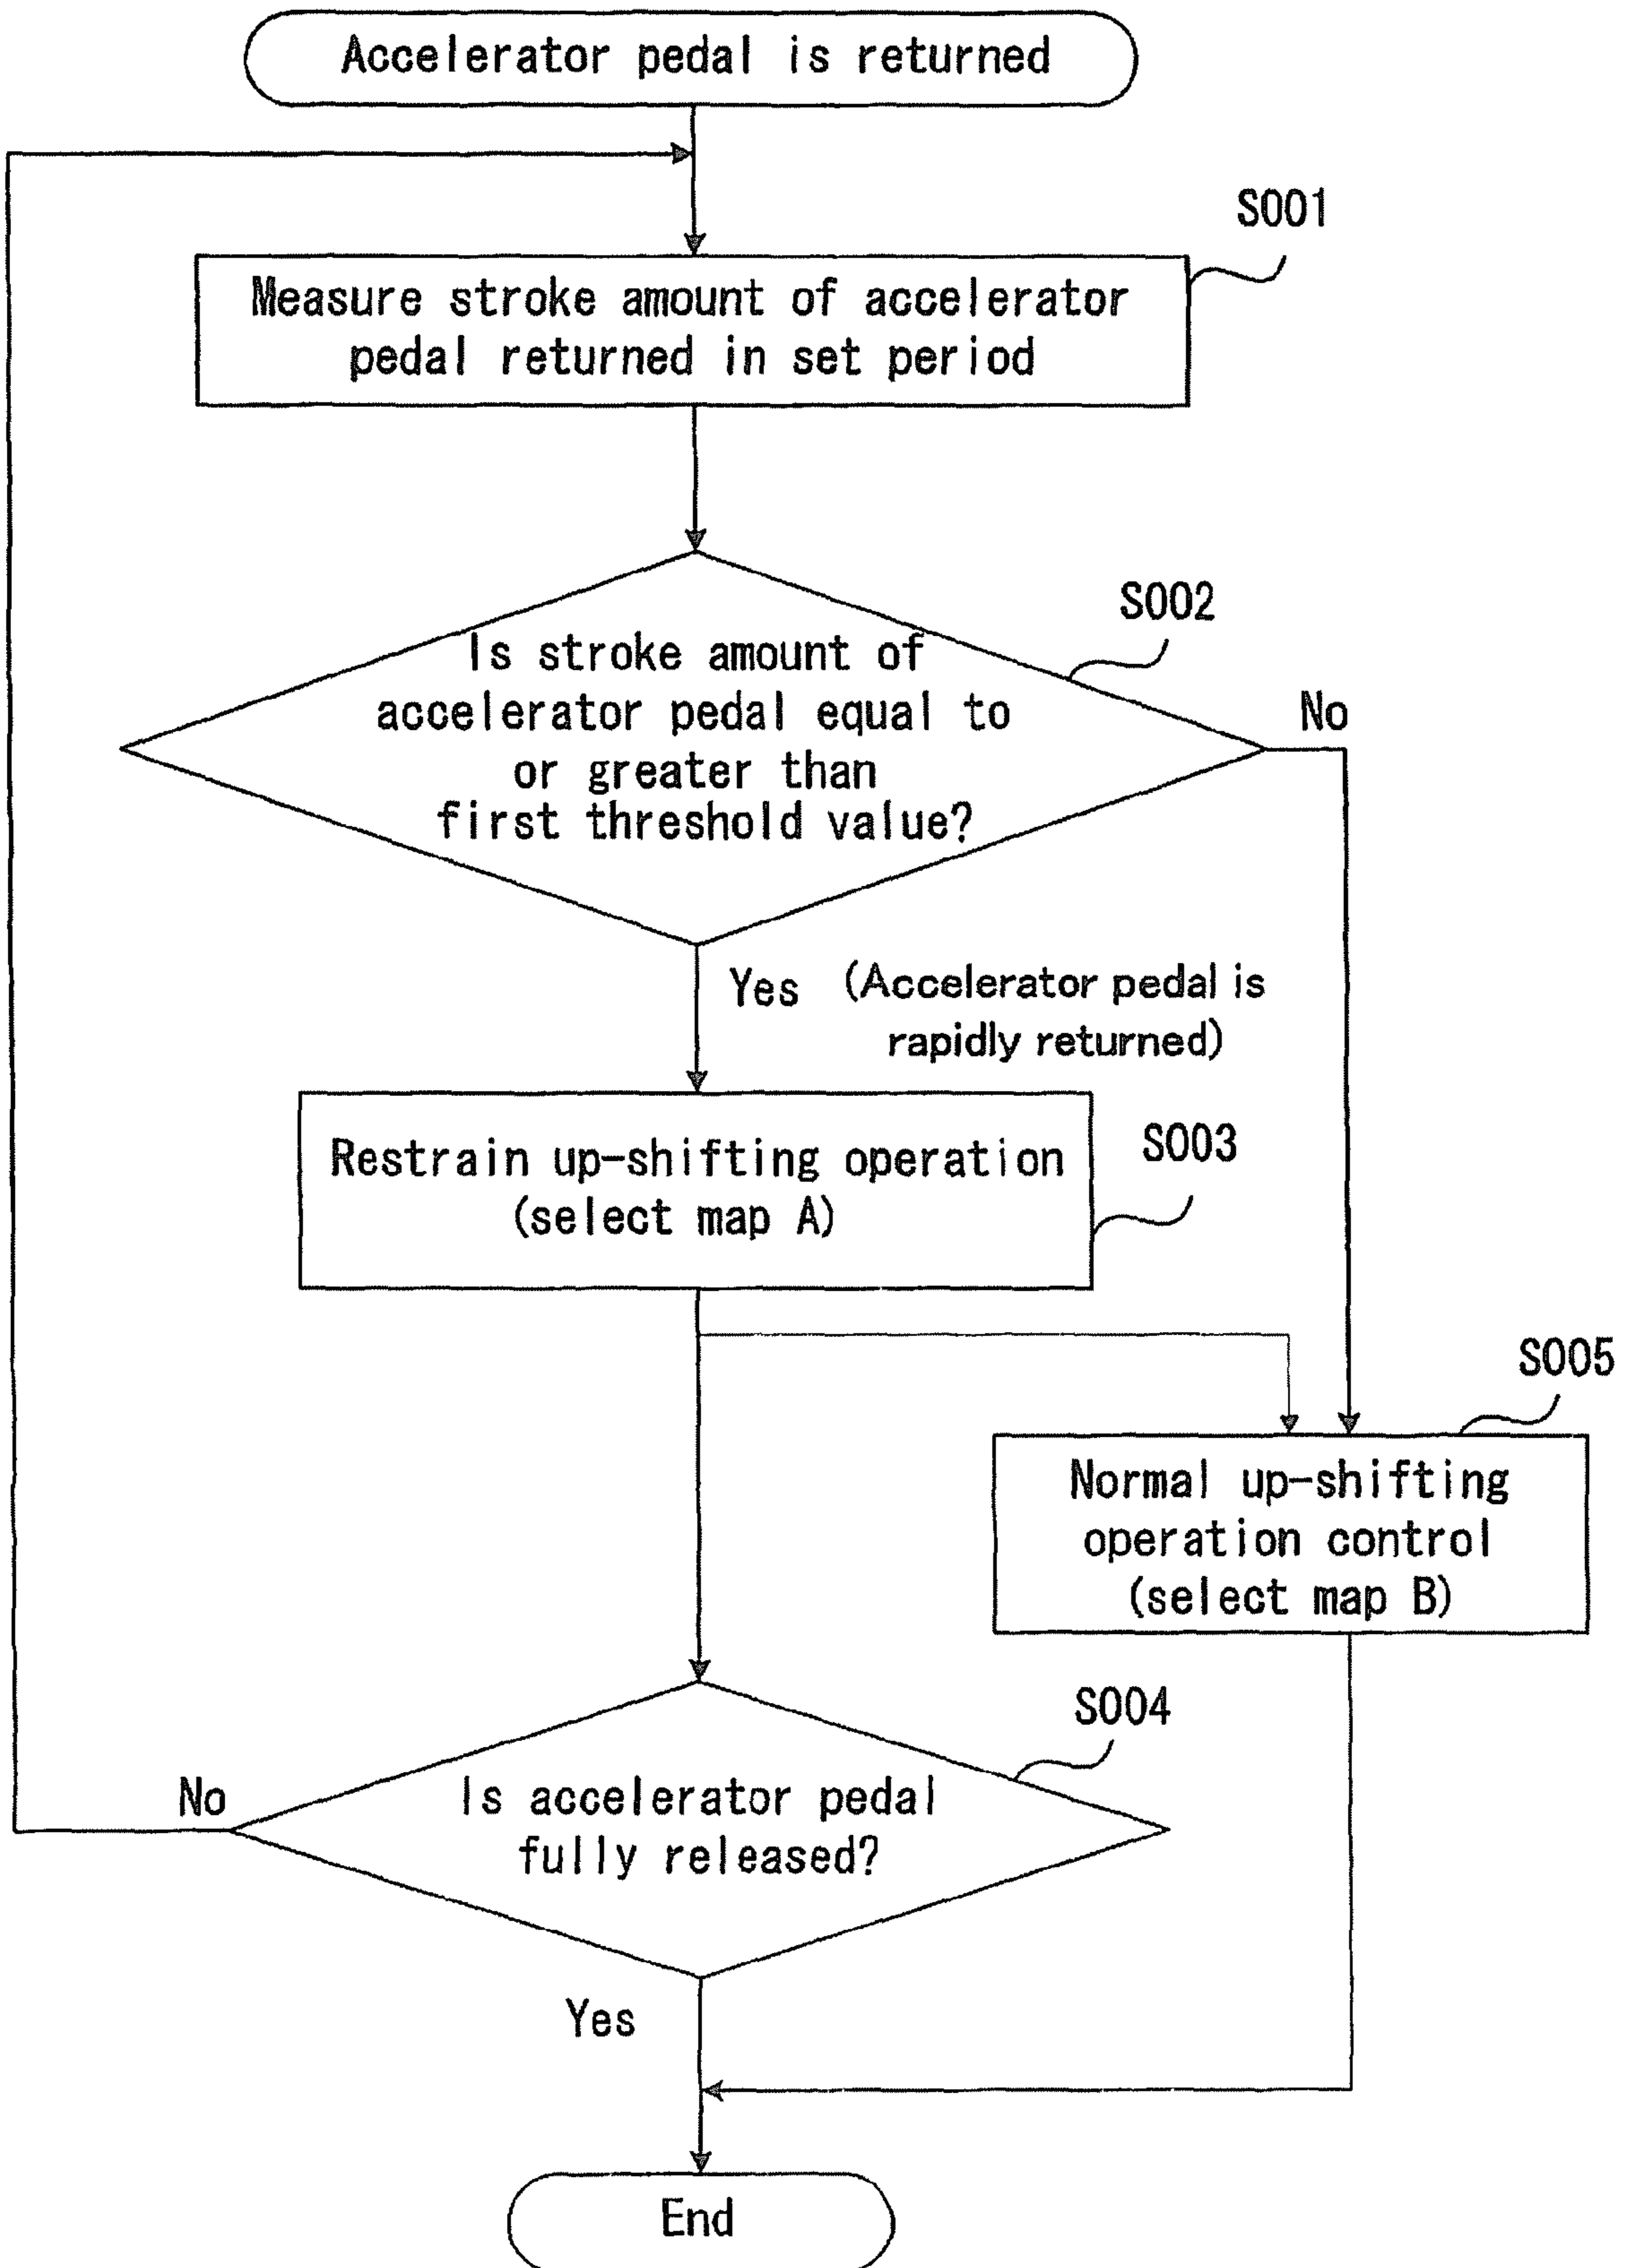 Accelerator pedal is returned
S001
Measure stroke amount of accelerator
pedal returned in set period
S002
Is stroke amount of
accelerator pedal equal to
or greater than
first threshold value?
No
Yes (Accelerator pedal is
rapidly returned)
Restrain up-shifting operation
(select map A)
S003
S005
Normal up-shifting
operation control
(select map B)
S004
Is accelerator pedal
fully released?
No
Yes
End